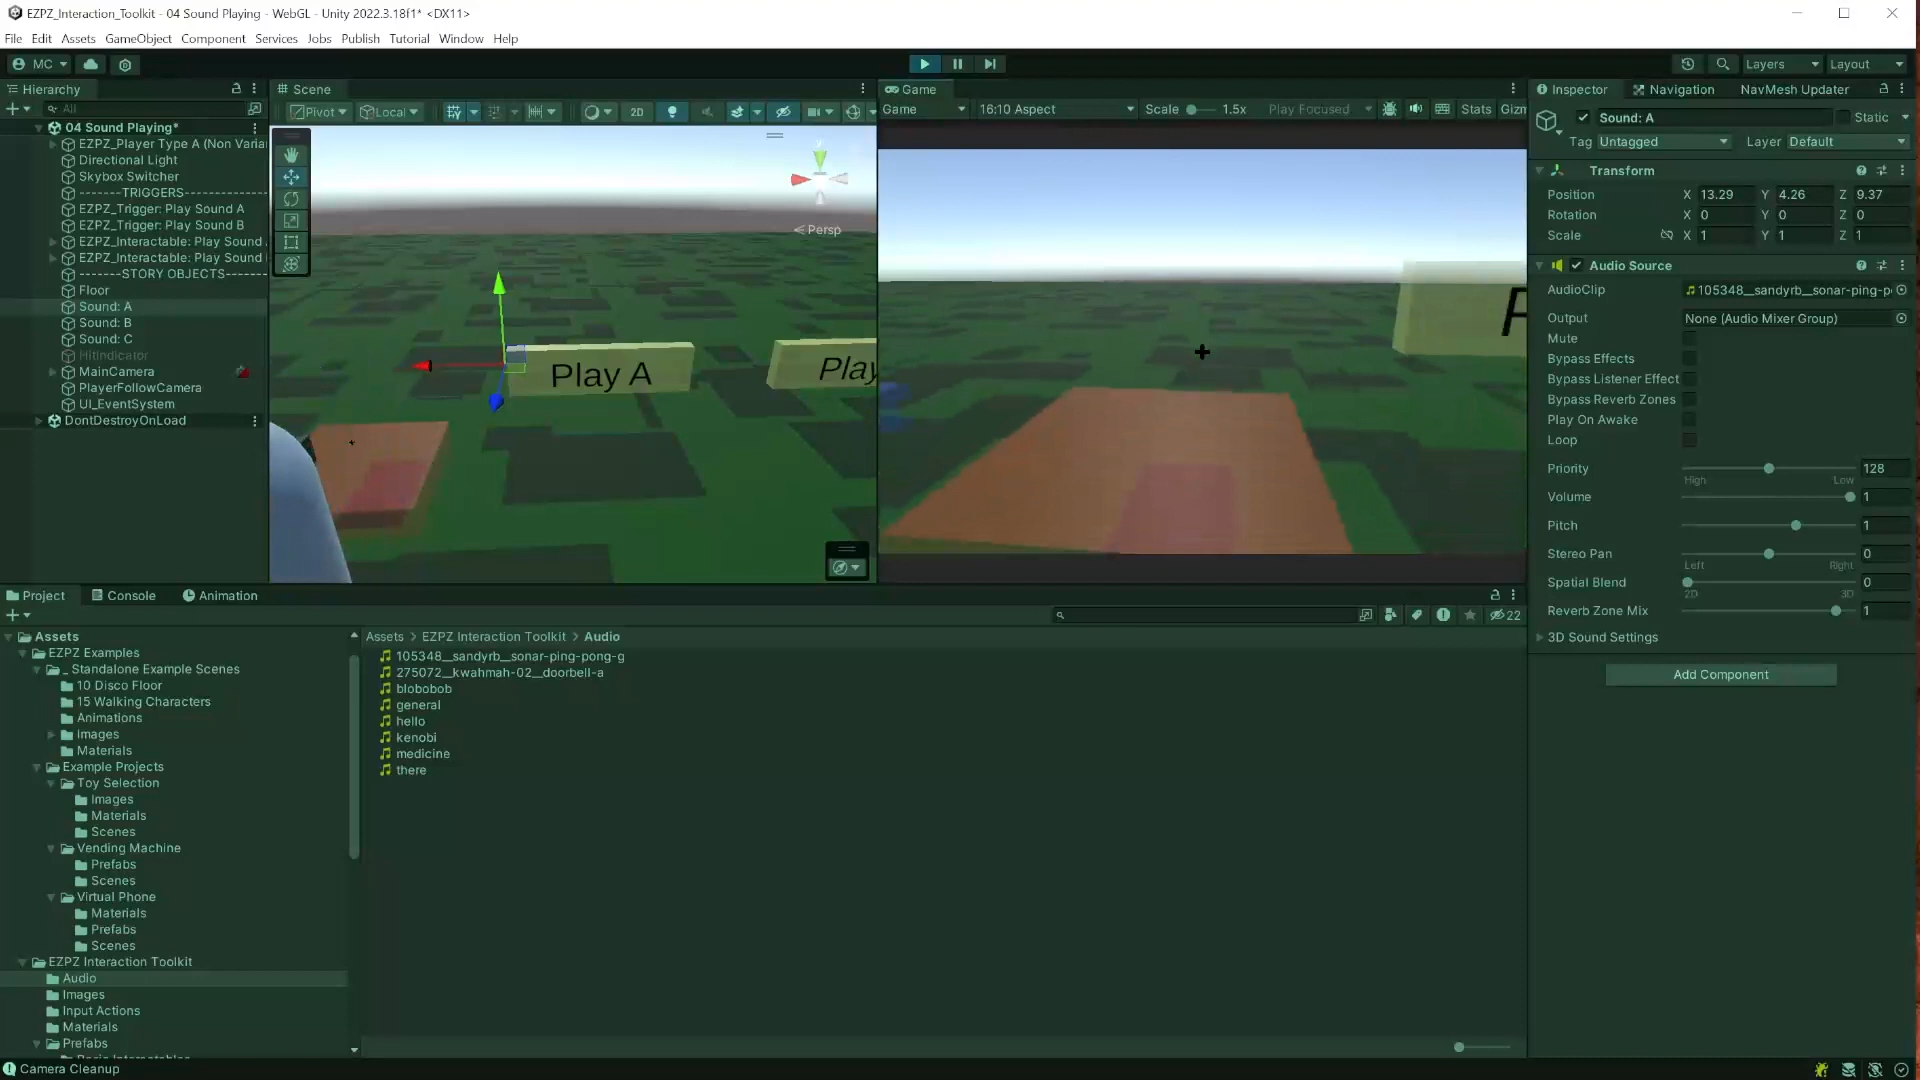 EZPZ_Interaction_Toolkit - 04 Sound Playing - WebGL - Unity 2022.3.18f1* <DX11>
File Edit Assets GameObject Component Services Jobs Publish Tutorial Window Help
MC
Layers Layout
Hierarchy
All
04 Sound Playing*
EZPZ_Player Type A (Non Varia
Directional Light
Skybox Switcher
-------TRIGGERS---------
EZPZ_Trigger: Play Sound A
EZPZ_Trigger: Play Sound B
EZPZ_Interactable: Play Sound
EZPZ_Interactable: Play Sound
-------STORY OBJECTS------
Floor
Sound: A
Sound: B
Sound: C
HitIndicator
MainCamera
PlayerFollowCamera
UI_EventSystem
DontDestroyOnLoad
Scene
Pivot Local 2D
Persp
Play A
Play
Game
Game 16:10 Aspect Scale 1.5x Play Focused Stats Gizm
Inspector Navigation NavMesh Updater
Sound: A Static
Tag Untagged Layer Default
Transform
Position X 13.29 Y 4.26 Z 9.37
Rotation X 0 Y 0 Z 0
Scale X 1 Y 1 Z 1
Audio Source
AudioClip 105348__sandyrb__sonar-ping-p
Output None (Audio Mixer Group)
Mute
Bypass Effects
Bypass Listener Effect
Bypass Reverb Zones
Play On Awake
Loop
Priority 128
High Low
Volume 1
Pitch 1
Stereo Pan 0
Left Right
Spatial Blend 0
2D 3D
Reverb Zone Mix 1
3D Sound Settings
Add Component
Project Console Animation
22
Assets
EZPZ Examples
_ Standalone Example Scenes
10 Disco Floor
15 Walking Characters
Animations
Images
Materials
Example Projects
Toy Selection
Images
Materials
Scenes
Vending Machine
Prefabs
Scenes
Virtual Phone
Materials
Prefabs
Scenes
EZPZ Interaction Toolkit
Audio
Images
Input Actions
Materials
Prefabs
Assets > EZPZ Interaction Toolkit > Audio
105348__sandyrb__sonar-ping-pong-g
275072__kwahmah-02__doorbell-a
blobobob
general
hello
kenobi
medicine
there
Camera Cleanup